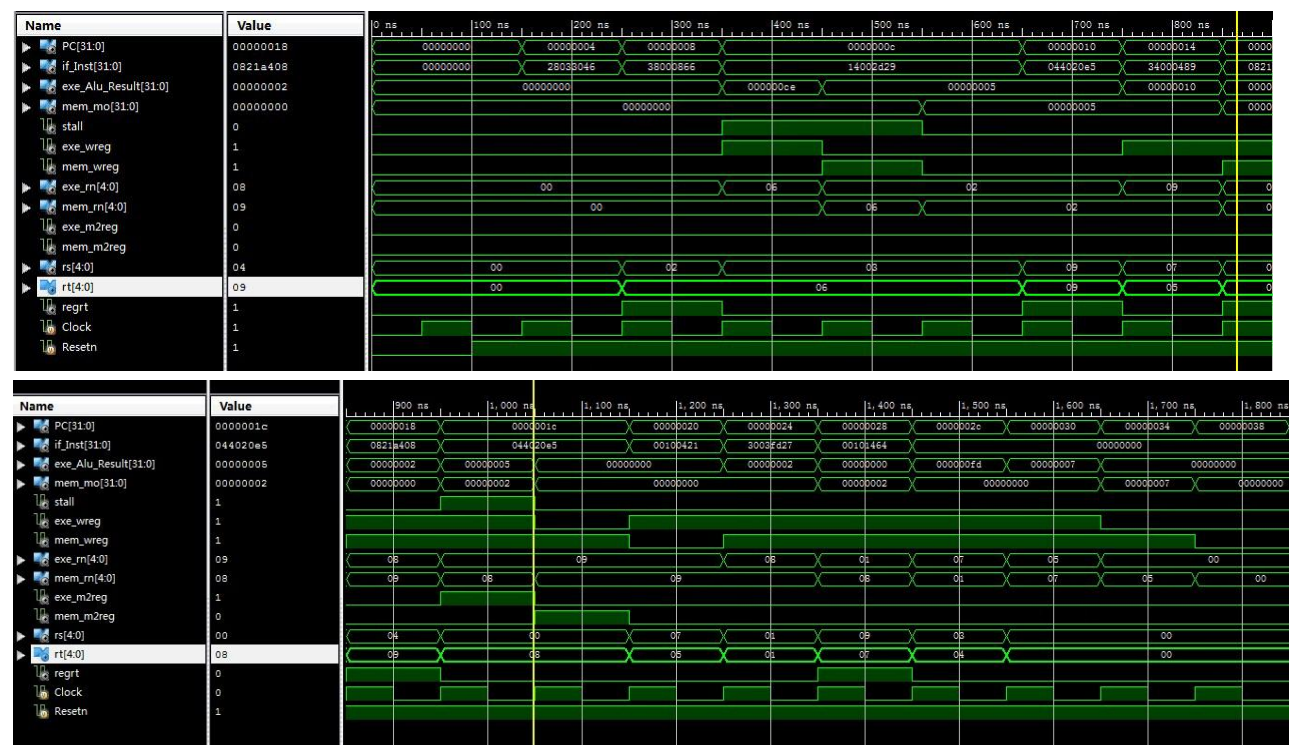 Name Value 0 ns 100 ns 200 ns 300 ns 400 ns 500 ns 600 ns 700 ns 800 ns
PC[31:0] 00000018 00000000 00000004 00000008 0000000c 00000010 00000014 0000
if_Inst[31:0] 0821a408 00000000 28033046 38000866 14002d29 044020e5 34000489 0821
exe_Alu_Result[31:0] 00000002 00000000 000000ce 00000005 00000010 0000
mem_mo[31:0] 00000000 00000000 00000005 0000
stall 0
exe_wreg 1
mem_wreg 1
exe_rn[4:0] 08 00 06 02 09 0
mem_rn[4:0] 09 00 06 02 0
exe_m2reg 0
mem_m2reg 0
rs[4:0] 04 00 02 03 09 07 0
rt[4:0] 09 00 06 09 05 0
regrt 1
Clock 1
Resetn 1
Name Value 900 ns 1,000 ns 1,100 ns 1,200 ns 1,300 ns 1,400 ns 1,500 ns 1,600 ns 1,700 ns 1,800 ns
PC[31:0] 0000001c 00000018 0000001c 00000020 00000024 00000028 0000002c 00000030 00000034 00000038
if_Inst[31:0] 044020e5 0821a408 044020e5 00100421 3003fd27 00101464 00000000
exe_Alu_Result[31:0] 00000005 00000002 00000005 00000000 00000002 00000000 000000fd 00000007 00000000
mem_mo[31:0] 00000002 00000000 00000002 00000000 00000002 00000000 00000007 00000000
stall 1
exe_wreg 1
mem_wreg 1
exe_rn[4:0] 09 08 09 08 01 07 05 00
mem_rn[4:0] 08 09 08 09 08 01 07 05 00
exe_m2reg 1
mem_m2reg 0
rs[4:0] 00 04 00 07 01 09 03 00
rt[4:0] 08 09 08 05 01 07 04 00
regrt 0
Clock 0
Resetn 1